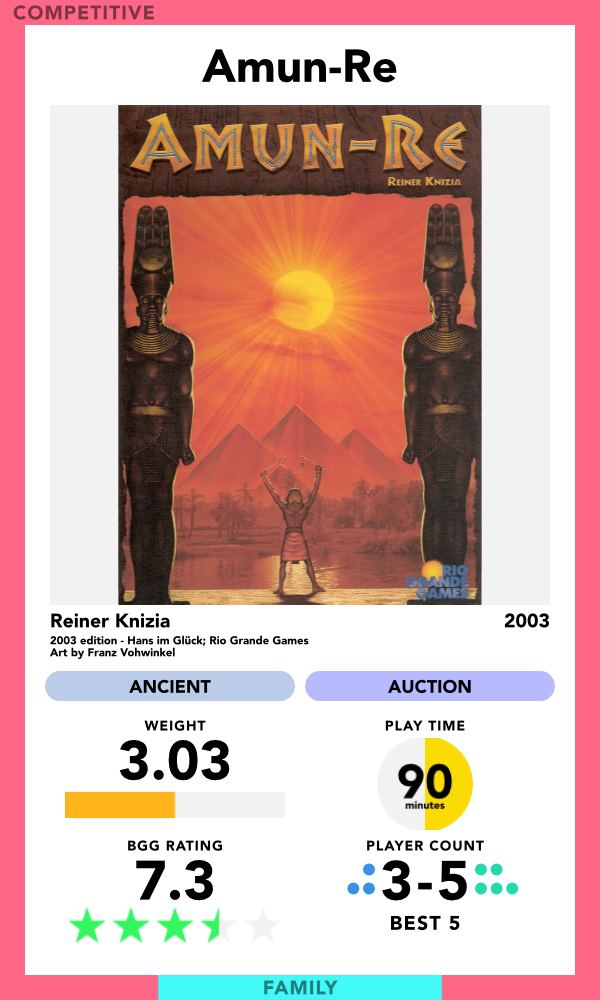 COMPETITIVE
Amun-Re
AMUN-RE
REINER KNIZIA
RIO
GRANDE
GAMES
Reiner Knizia
2003
2003 edition - Hans im Glück; Rio Grande Games
Art by Franz Vohwinkel
ANCIENT
AUCTION
WEIGHT
3.03
PLAY TIME
90
minutes
BGG RATING
7.3
PLAYER COUNT
3-5
BEST 5
FAMILY